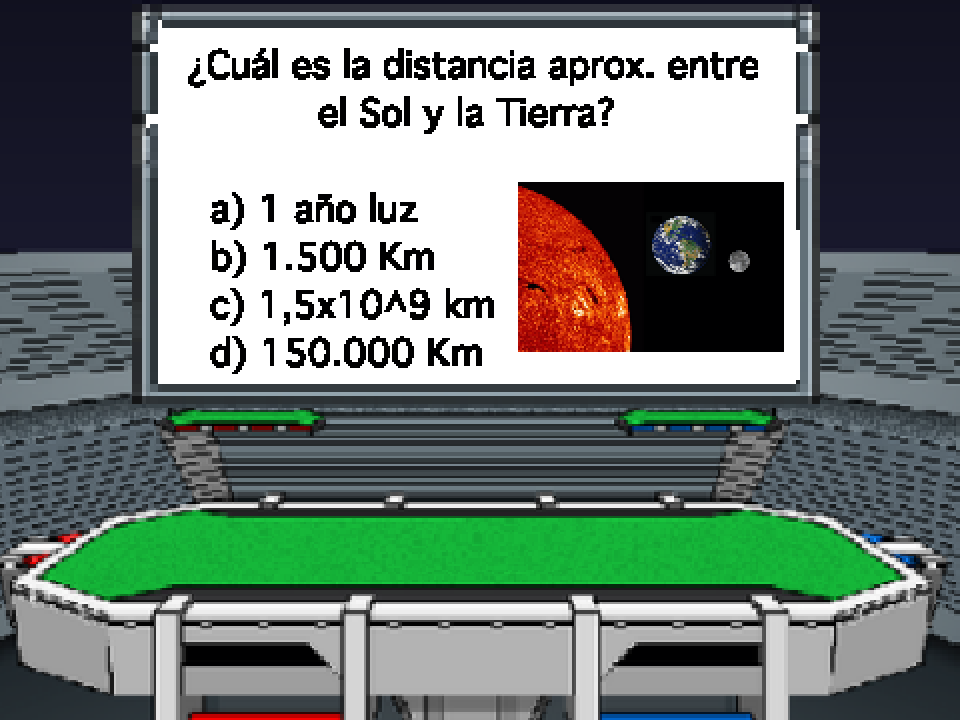 ¿Cuál es la distancia aprox. entre
el Sol y la Tierra?
a) 1 año luz
b) 1.500 Km
c) 1,5x10^9 km
d) 150.000 Km